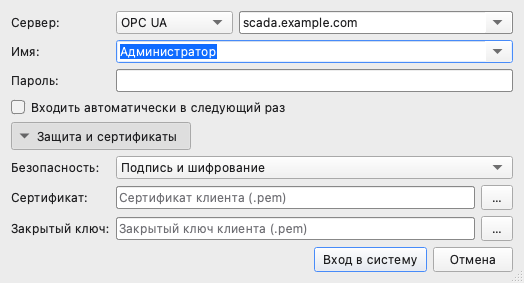 Сервер: OPC UA scada.example.com
Имя: Администратор
Пароль:
Входить автоматически в следующий раз
Защита и сертификаты
Безопасность: Подпись и шифрование
Сертификат: Сертификат клиента (.pem) ...
Закрытый ключ: Закрытый ключ клиента (.pem) ...
Вход в систему Отмена